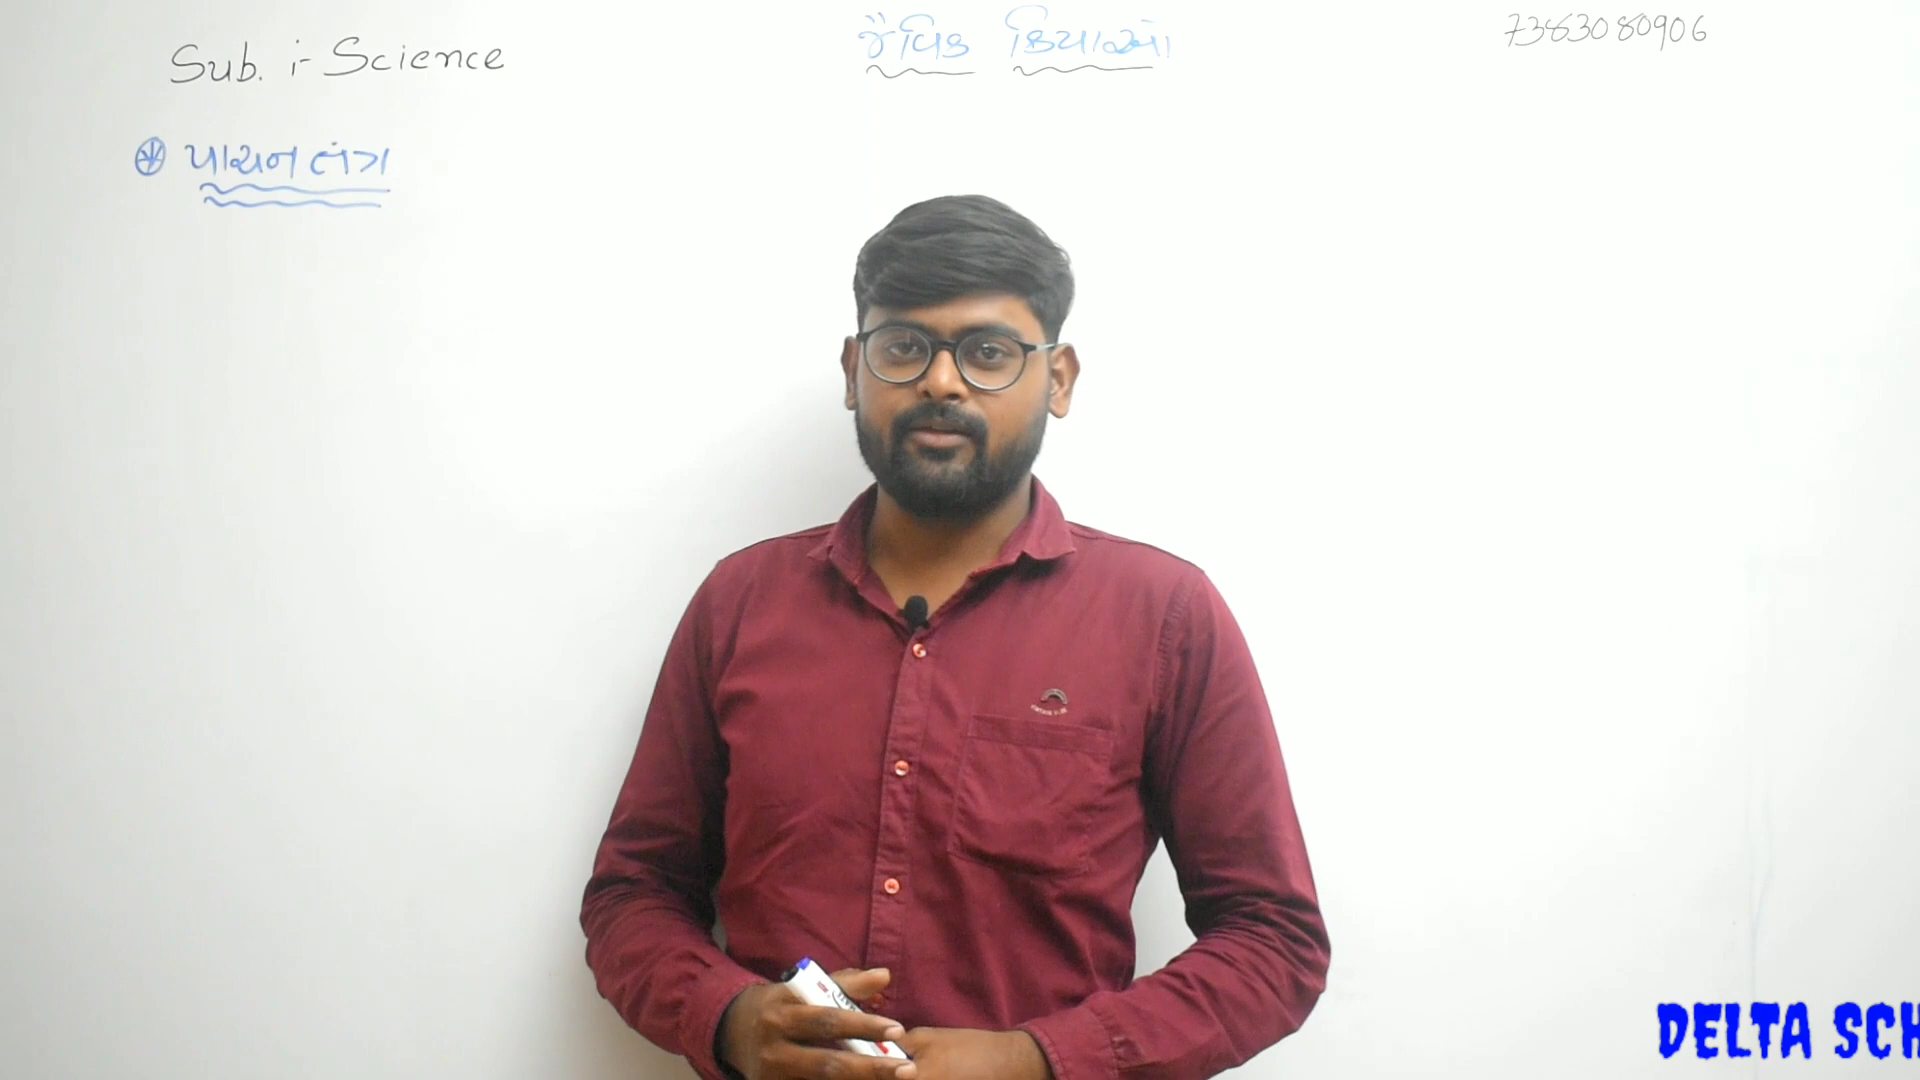 Sub. :- Science
જૈવિક ક્રિયાઓ
7383080906
પાચનતંત્ર
DELTA SCH